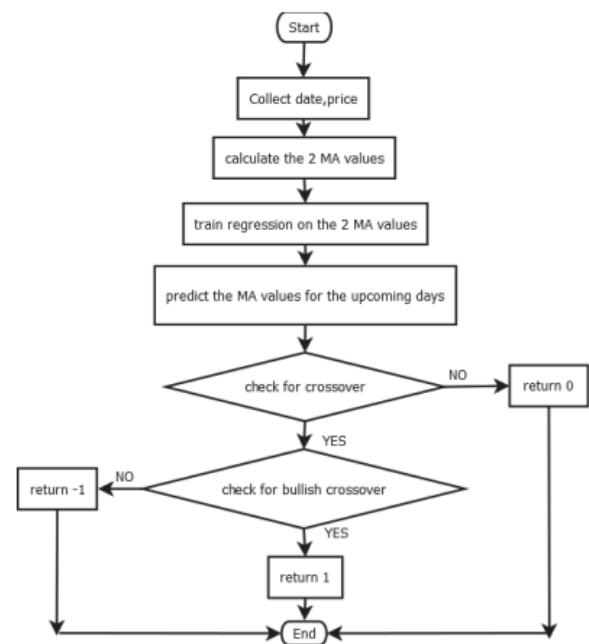 Start
Collect date,price
calculate the 2 MA values
train regression on the 2 MA values
predict the MA values for the upcoming days
check for crossover
NO
return 0
YES
return -1
NO
check for bullish crossover
YES
return 1
End